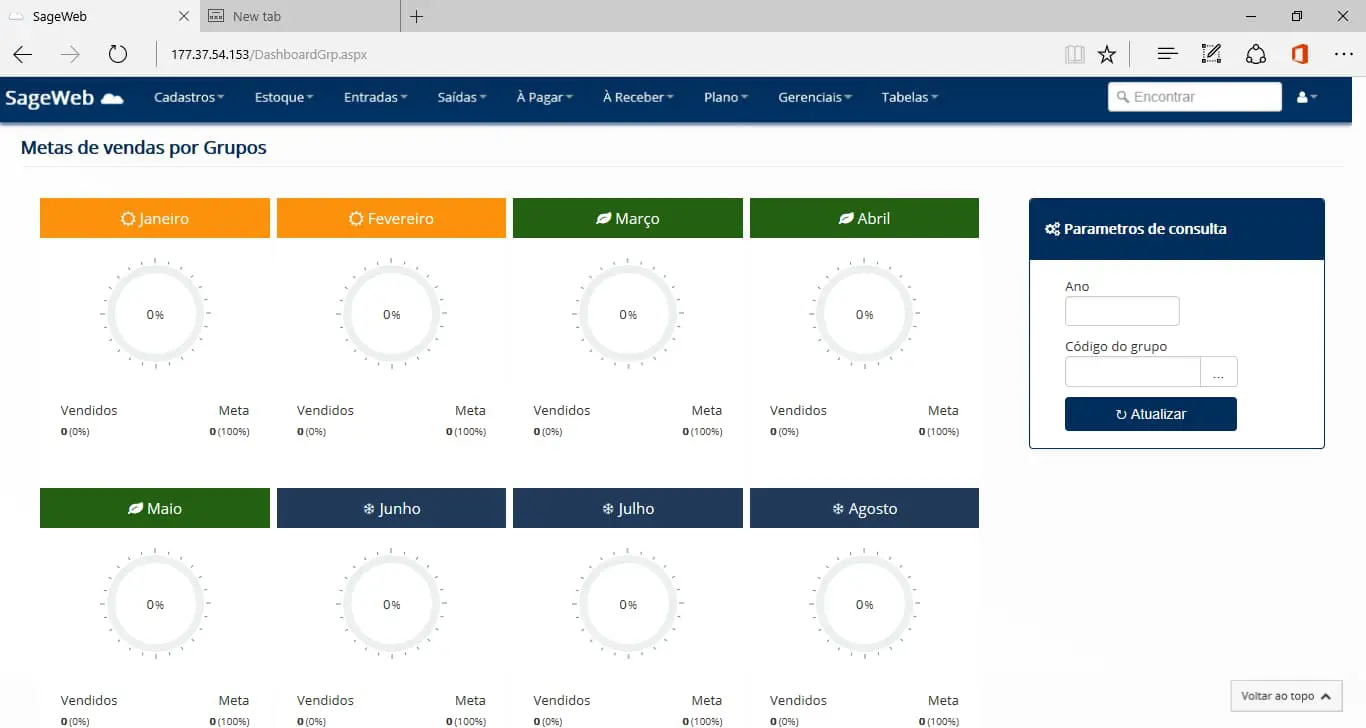 SageWeb
New tab
177.37.54.153/DashboardGrp.aspx
SageWeb Cadastros Estoque Entradas Saídas À Pagar À Receber Plano Gerenciais Tabelas Encontrar
Metas de vendas por Grupos
Janeiro Fevereiro Março Abril
0% 0% 0% 0%
Vendidos Meta Vendidos Meta Vendidos Meta Vendidos Meta
0 (0%) 0 (100%) 0 (0%) 0 (100%) 0 (0%) 0 (100%) 0 (0%) 0 (100%)
Parametros de consulta
Ano
Código do grupo
...
Atualizar
Maio Junho Julho Agosto
0% 0% 0% 0%
Vendidos Meta Vendidos Meta Vendidos Meta Vendidos Meta
0 (0%) 0 (100%) 0 (0%) 0 (100%) 0 (0%) 0 (100%) 0 (0%) 0 (100%)
Voltar ao topo